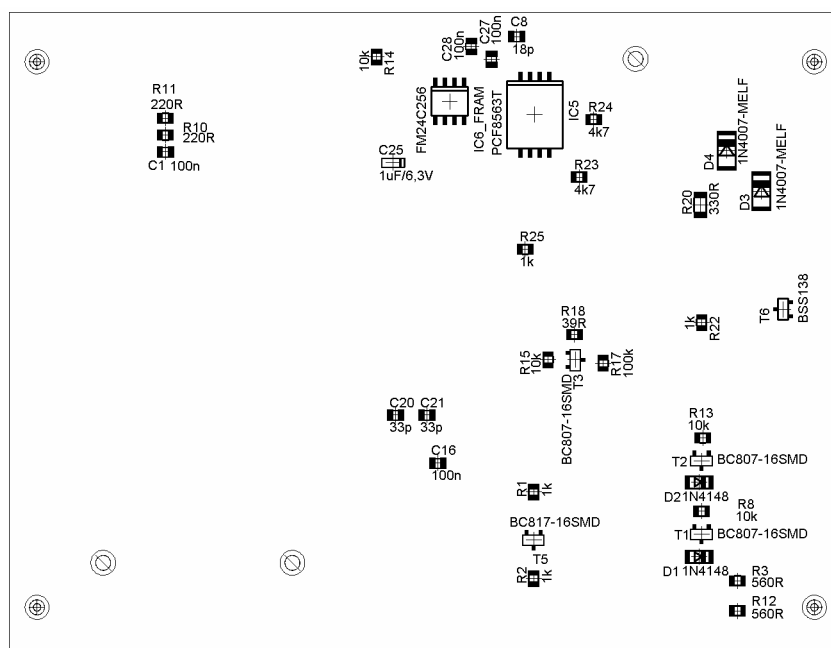 C8
18p
C27
100n
C28
100n
R14
10k
FM24C256
IC6_FRAM
PCF8563T
IC5
R24
4k7
R11
220R
R10
220R
C1 100n
C25
1uF/6,3V
R23
4k7
D4
1N4007-MELF
D3
1N4007-MELF
R20
330R
R25
1k
T6
BSS138
R18
39R
1k
R22
R15
10k
T3
BC807-16SMD
R17
100k
C20
33p
C21
33p
C16
100n
R13
10k
T2
BC807-16SMD
D2 1N4148
R8
10k
T1
BC807-16SMD
D1 1N4148
R1
1k
BC817-16SMD
T5
R2
1k
R3
560R
R12
560R